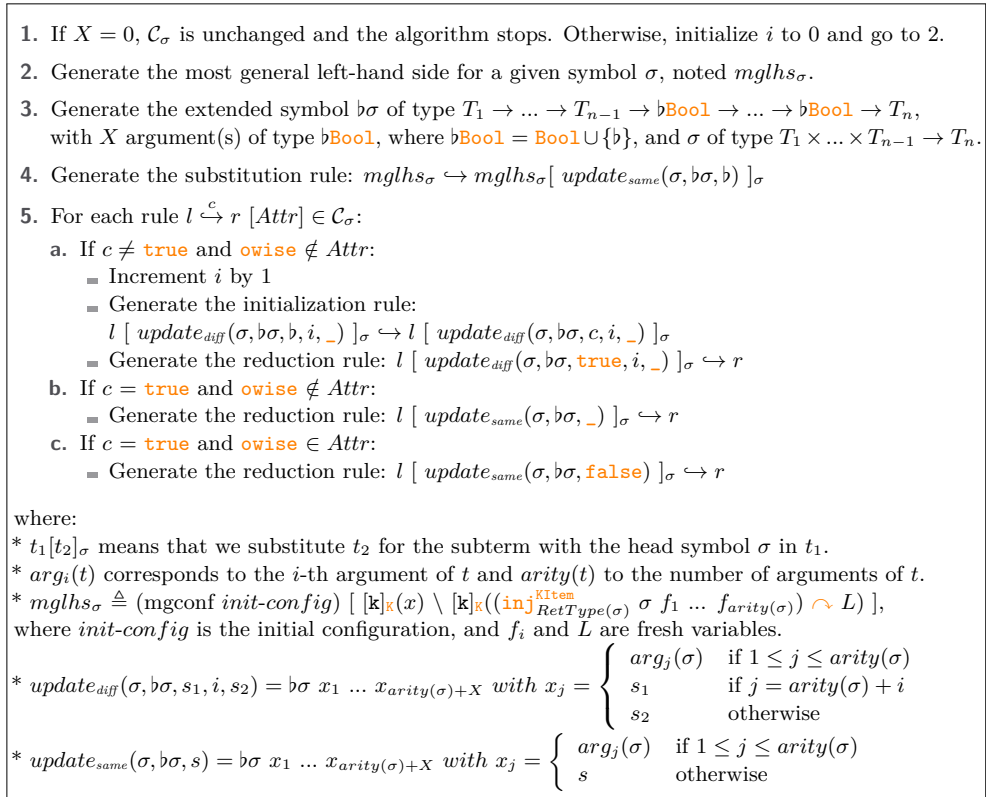 1. If X = 0, 𝒞_σ is unchanged and the algorithm stops. Otherwise, initialize i to 0 and go to 2.
2. Generate the most general left-hand side for a given symbol σ, noted mglhs_σ.
3. Generate the extended symbol ♭σ of type T_1 → ... → T_{n−1} → ♭Bool → ... → ♭Bool → T_n,
with X argument(s) of type ♭Bool, where ♭Bool = Bool ∪ {♭}, and σ of type T_1 × ... × T_{n−1} → T_n.
4. Generate the substitution rule: mglhs_σ ↪ mglhs_σ[ update_same(σ, ♭σ, ♭) ]_σ
5. For each rule l ↪^c r [Attr] ∈ 𝒞_σ:
a. If c ≠ true and owise ∉ Attr:
Increment i by 1
Generate the initialization rule:
l [ update_diff(σ, ♭σ, ♭, i, _) ]_σ ↪ l [ update_diff(σ, ♭σ, c, i, _) ]_σ
Generate the reduction rule: l [ update_diff(σ, ♭σ, true, i, _) ]_σ ↪ r
b. If c = true and owise ∉ Attr:
Generate the reduction rule: l [ update_same(σ, ♭σ, _) ]_σ ↪ r
c. If c = true and owise ∈ Attr:
Generate the reduction rule: l [ update_same(σ, ♭σ, false) ]_σ ↪ r
where:
* t_1[t_2]_σ means that we substitute t_2 for the subterm with the head symbol σ in t_1.
* arg_i(t) corresponds to the i-th argument of t and arity(t) to the number of arguments of t.
* mglhs_σ ≜ (mgconf init-config) [ [k]_K(x) \ [k]_K((inj^{KItem}_{RetType(σ)} σ f_1 ... f_{arity(σ)}) ↷ L) ],
where init-config is the initial configuration, and f_i and L are fresh variables.
* update_diff(σ, ♭σ, s_1, i, s_2) = ♭σ x_1 ... x_{arity(σ)+X} with x_j = { arg_j(σ) if 1 ≤ j ≤ arity(σ)
s_1 if j = arity(σ) + i
s_2 otherwise
* update_same(σ, ♭σ, s) = ♭σ x_1 ... x_{arity(σ)+X} with x_j = { arg_j(σ) if 1 ≤ j ≤ arity(σ)
s otherwise